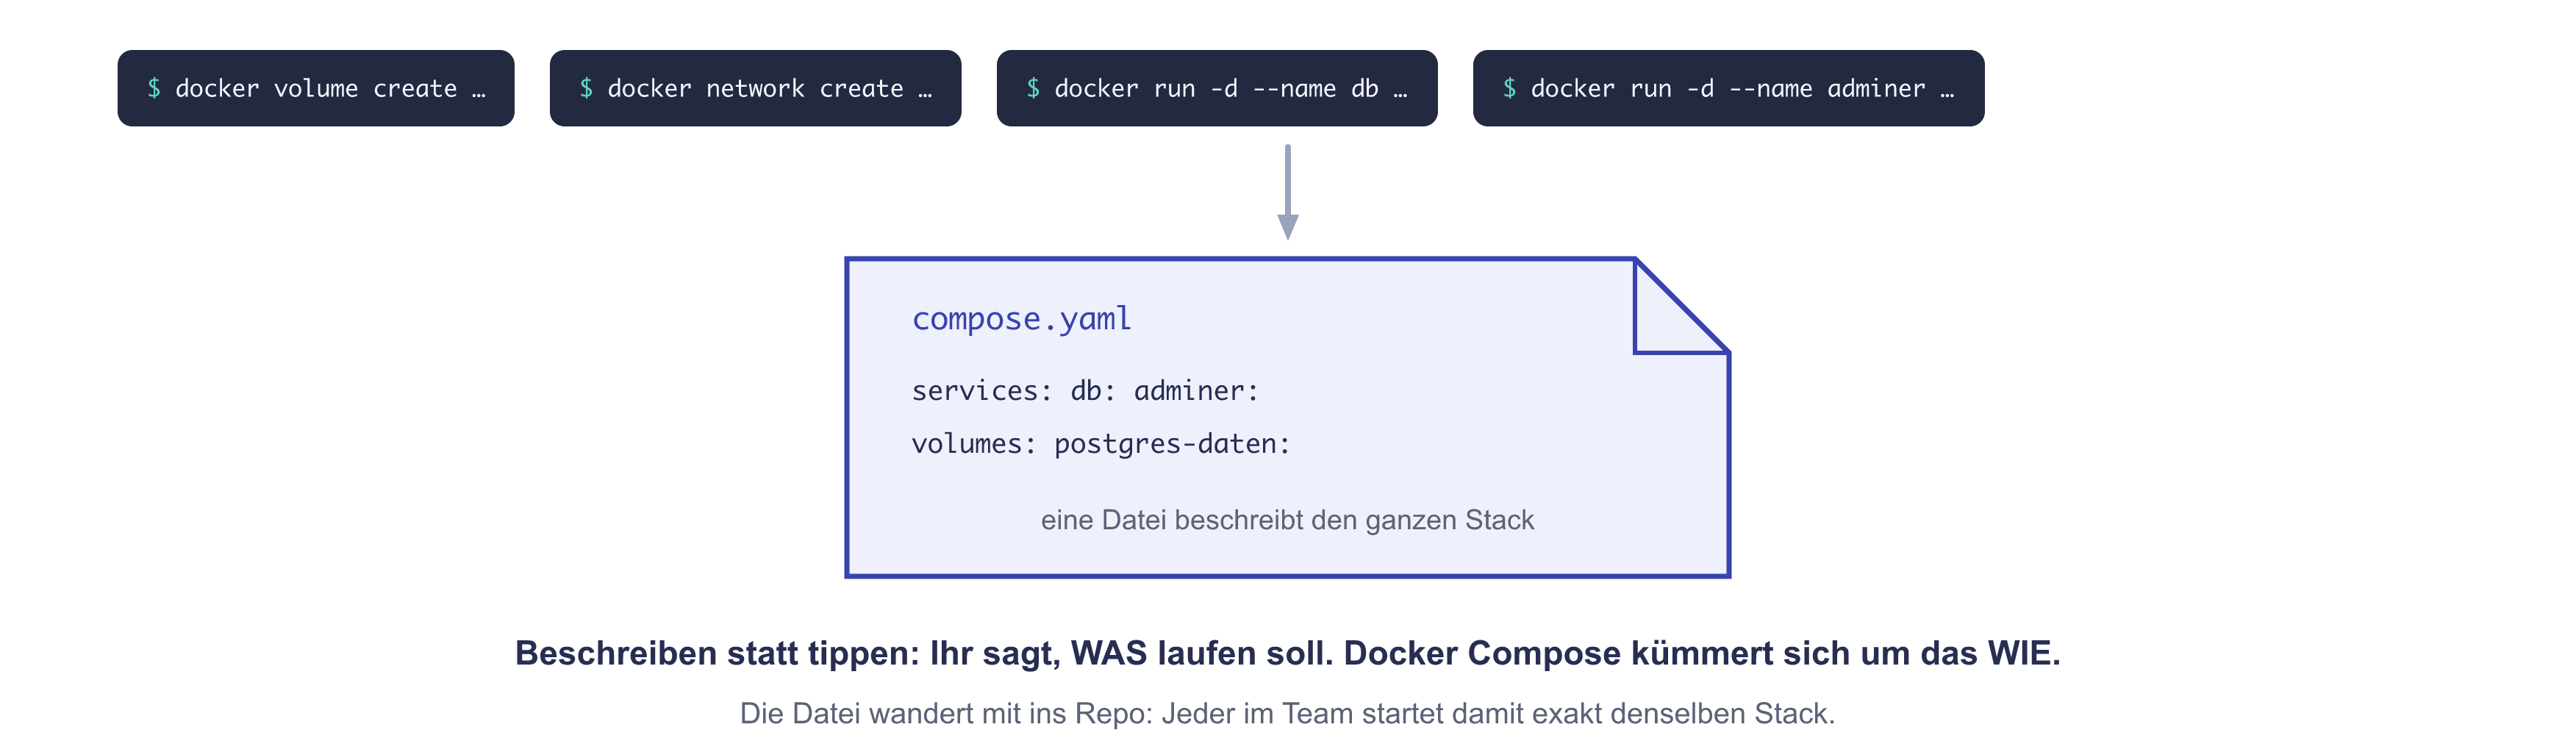 $ docker volume create …
$ docker network create …
$ docker run -d --name db …
$ docker run -d --name adminer …
compose.yaml
services: db: adminer:
volumes: postgres-daten:
eine Datei beschreibt den ganzen Stack
Beschreiben statt tippen: Ihr sagt, WAS laufen soll. Docker Compose kümmert sich um das WIE.
Die Datei wandert mit ins Repo: Jeder im Team startet damit exakt denselben Stack.